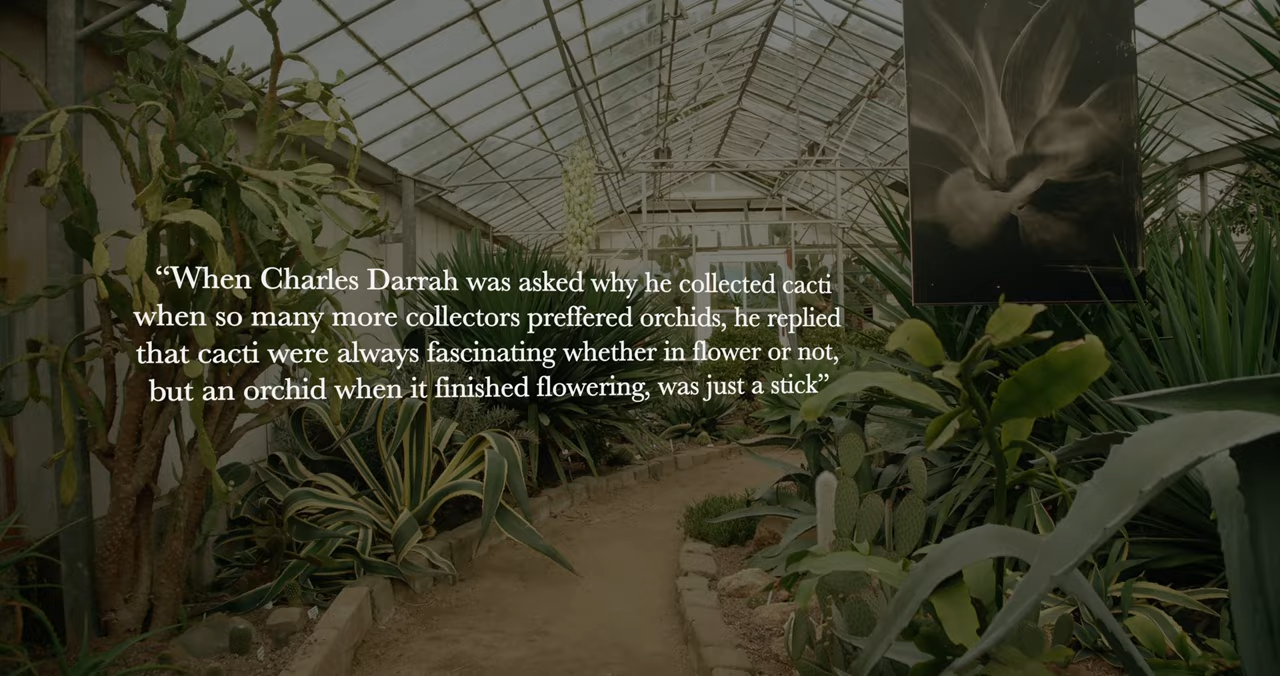 “When Charles Darrah was asked why he collected cacti
when so many more collectors preffered orchids, he replied
that cacti were always fascinating whether in flower or not,
but an orchid when it finished flowering, was just a stick”